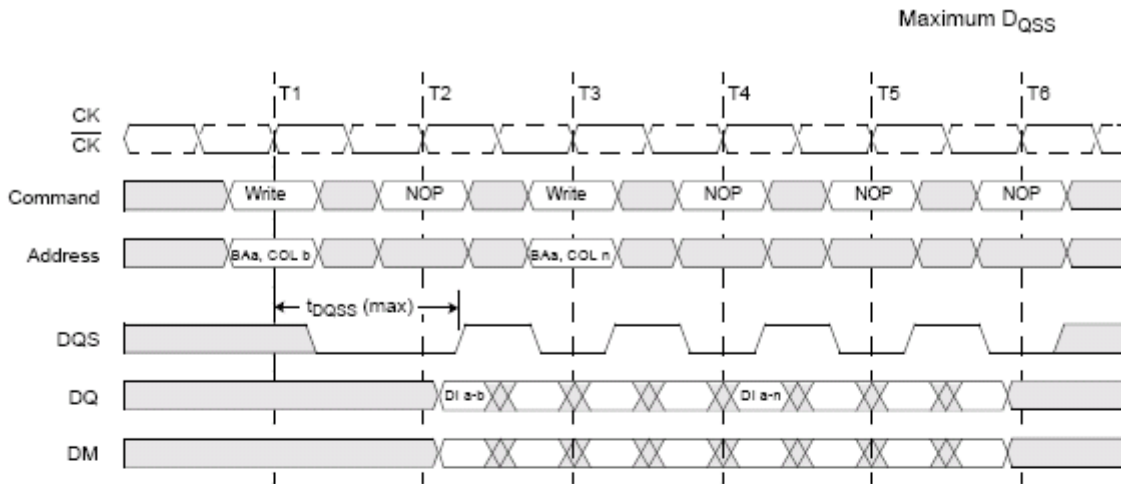 Maximum DQSS
T1 T2 T3 T4 T5 T6
CK
CK
Command Write NOP Write NOP NOP NOP
Address BAa, COL b BAa, COL n
tDQSS (max)
DQS
DQ DI a-b DI a-n
DM